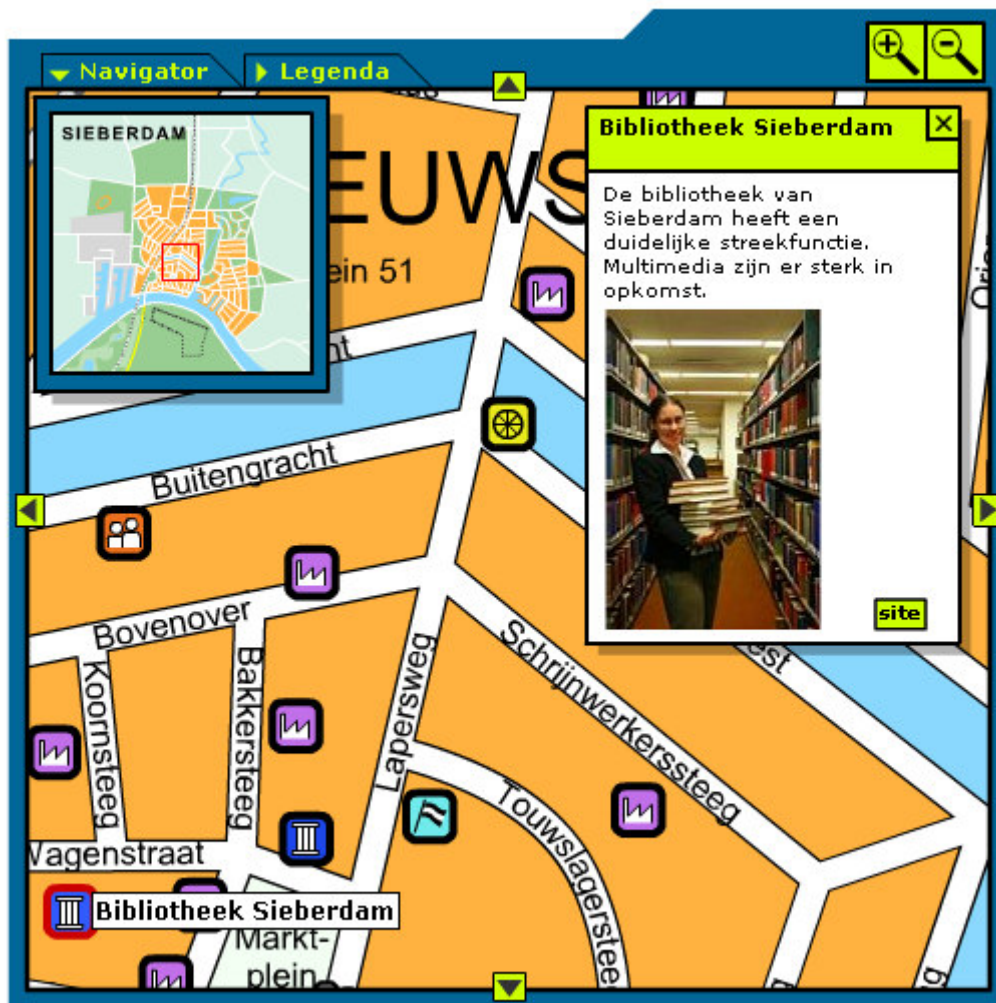 Navigator
Legenda
SIEBERDAM
EUWS
ein 51
Bibliotheek Sieberdam
De bibliotheek van
Sieberdam heeft een
duidelijke streekfunctie.
Multimedia zijn er sterk in
opkomst.
site
Buitengracht
Bovenover
Koornsteeg
Bakkersteeg
Lapersweg
Schrijnwerkerssteeg
Touwslagerstee
Wagenstraat
Bibliotheek Sieberdam
Markt-
plein